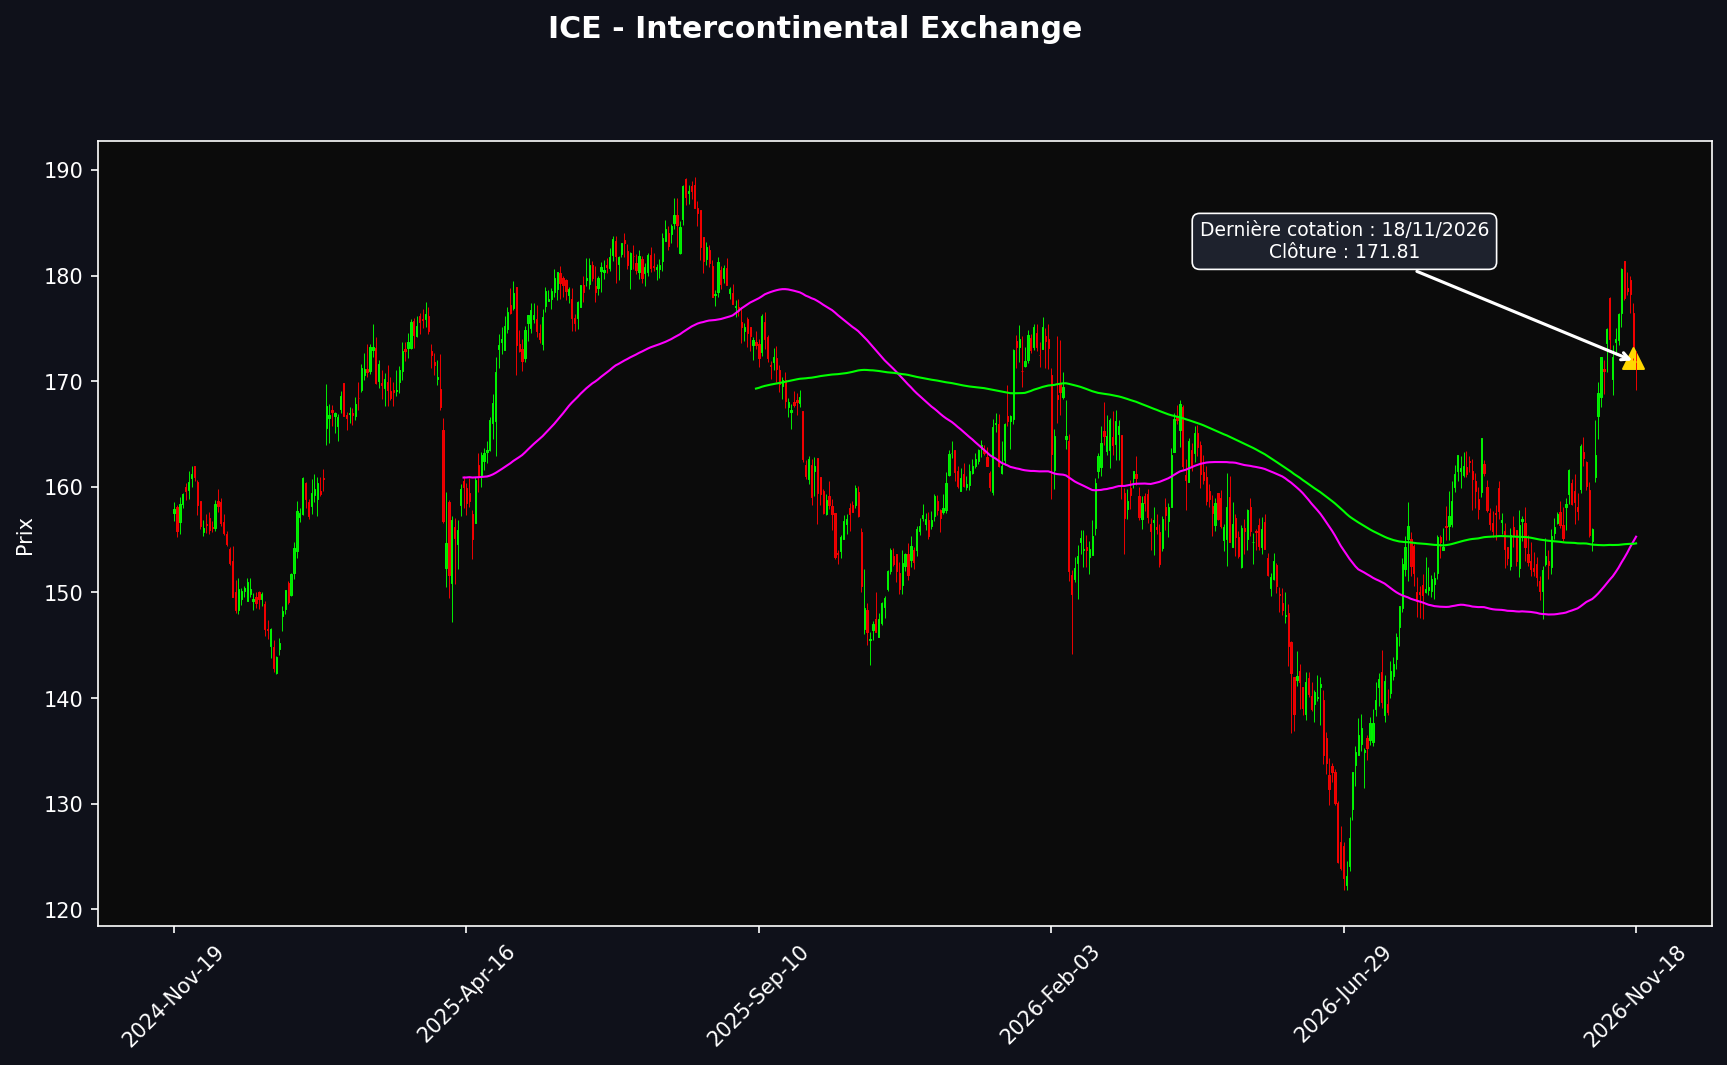 ICE - Intercontinental Exchange
Prix
190
180
170
160
150
140
130
120
Dernière cotation : 18/11/2026
Clôture : 171.81
2024-Nov-19
2025-Apr-16
2025-Sep-10
2026-Feb-03
2026-Jun-29
2026-Nov-18